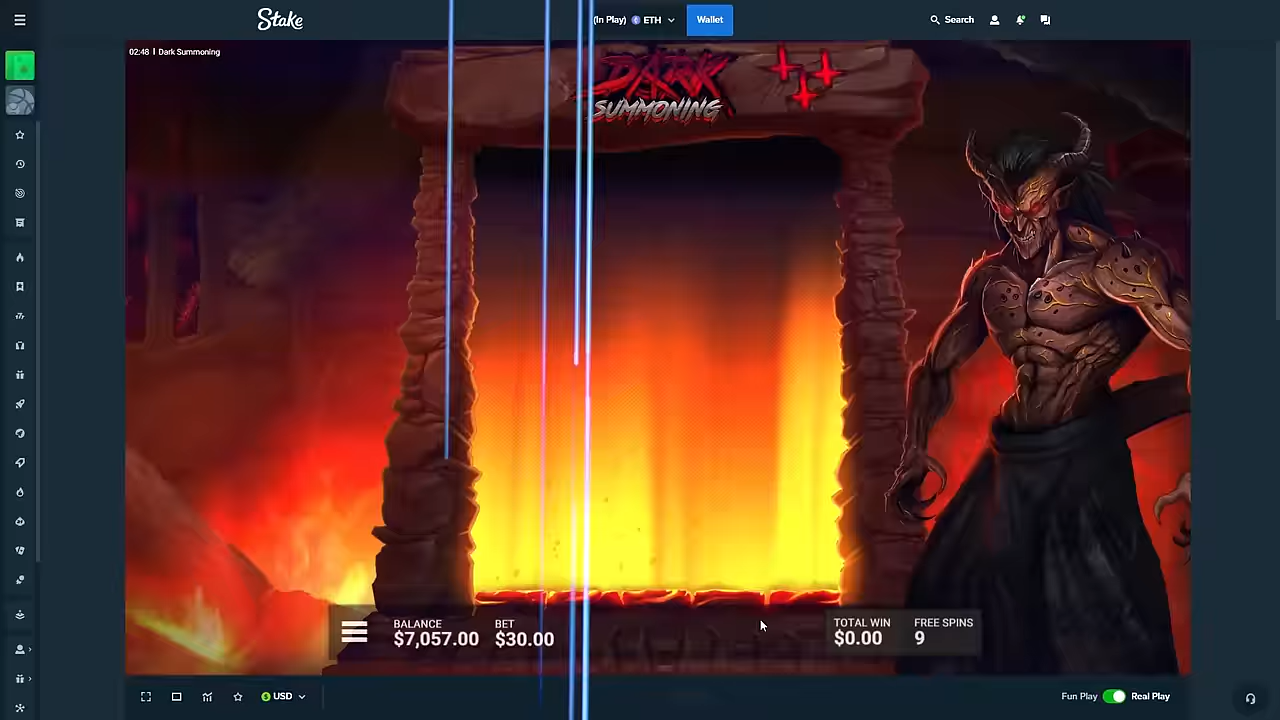 Stake
(In Play) ETH
Wallet
Search
02:48 | Dark Summoning
DARK
SUMMONING
BALANCE
$7,057.00
BET
$30.00
TOTAL WIN
$0.00
FREE SPINS
9
USD
Fun Play
Real Play